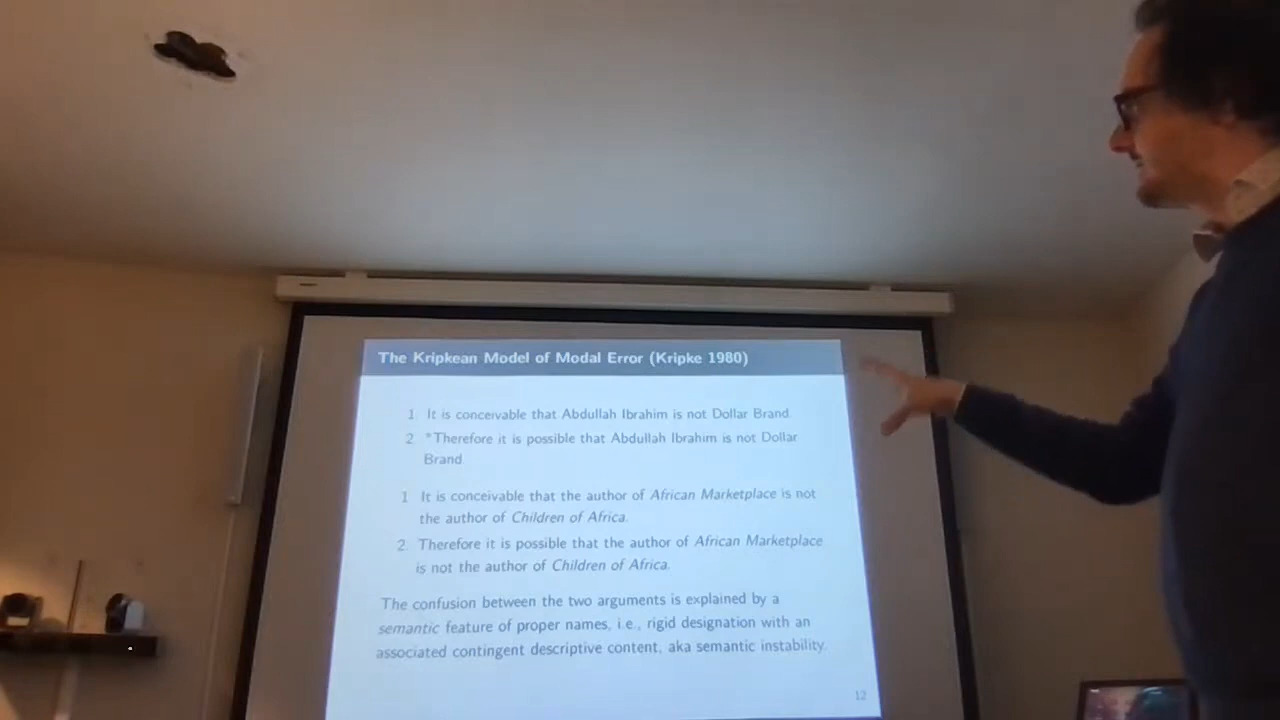 The Kripkean Model of Modal Error (Kripke 1980)
1. It is conceivable that Abdullah Ibrahim is not Dollar Brand.
2. *Therefore it is possible that Abdullah Ibrahim is not Dollar
Brand.
1. It is conceivable that the author of African Marketplace is not
the author of Children of Africa.
2. Therefore it is possible that the author of African Marketplace
is not the author of Children of Africa.
The confusion between the two arguments is explained by a
semantic feature of proper names, i.e., rigid designation with an
associated contingent descriptive content, aka semantic instability.
12